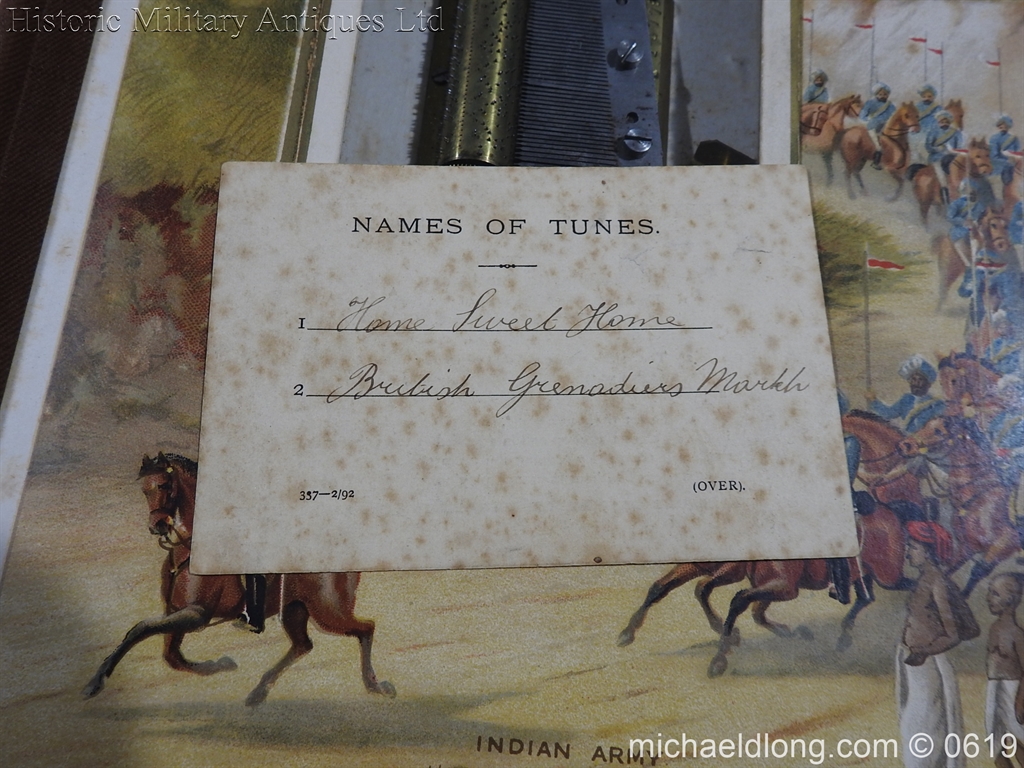 Historic Military Antiques Ltd
NAMES OF TUNES.
1 Home Sweet Home
2 British Grenadiers Markh
337—2/92
(OVER).
INDIAN ARMY
michaeldlong.com © 0619